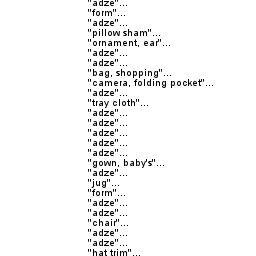 "adze"...
"form"...
"adze"...
"pillow sham"...
"ornament, ear"...
"adze"...
"adze"...
"bag, shopping"...
"camera, folding pocket"...
"adze"...
"tray cloth"...
"adze"...
"adze"...
"adze"...
"adze"...
"adze"...
"gown, baby's"...
"adze"...
"jug"...
"form"...
"adze"...
"adze"...
"chair"...
"adze"...
"adze"...
"hat trim"...